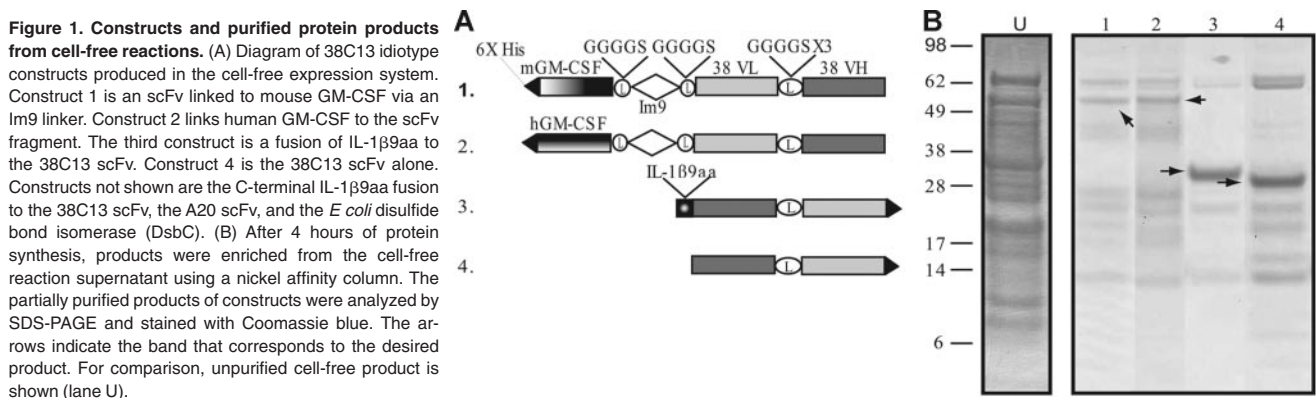 Figure 1. Constructs and purified protein products
from cell-free reactions. (A) Diagram of 38C13 idiotype
constructs produced in the cell-free expression system.
Construct 1 is an scFv linked to mouse GM-CSF via an
Im9 linker. Construct 2 links human GM-CSF to the scFv
fragment. The third construct is a fusion of IL-1β9aa to
the 38C13 scFv. Construct 4 is the 38C13 scFv alone.
Constructs not shown are the C-terminal IL-1β9aa fusion
to the 38C13 scFv, the A20 scFv, and the E coli disulfide
bond isomerase (DsbC). (B) After 4 hours of protein
synthesis, products were enriched from the cell-free
reaction supernatant using a nickel affinity column. The
partially purified products of constructs were analyzed by
SDS-PAGE and stained with Coomassie blue. The ar-
rows indicate the band that corresponds to the desired
product. For comparison, unpurified cell-free product is
shown (lane U).
A
6X His
GGGGS GGGGS GGGGSX3
mGM-CSF 38 VL 38 VH
1. L L L
Im9
hGM-CSF
2. L L L
IL-1β9aa
3. L
4. L
B
U 1 2 3 4
98
62
49
38
28
17
14
6